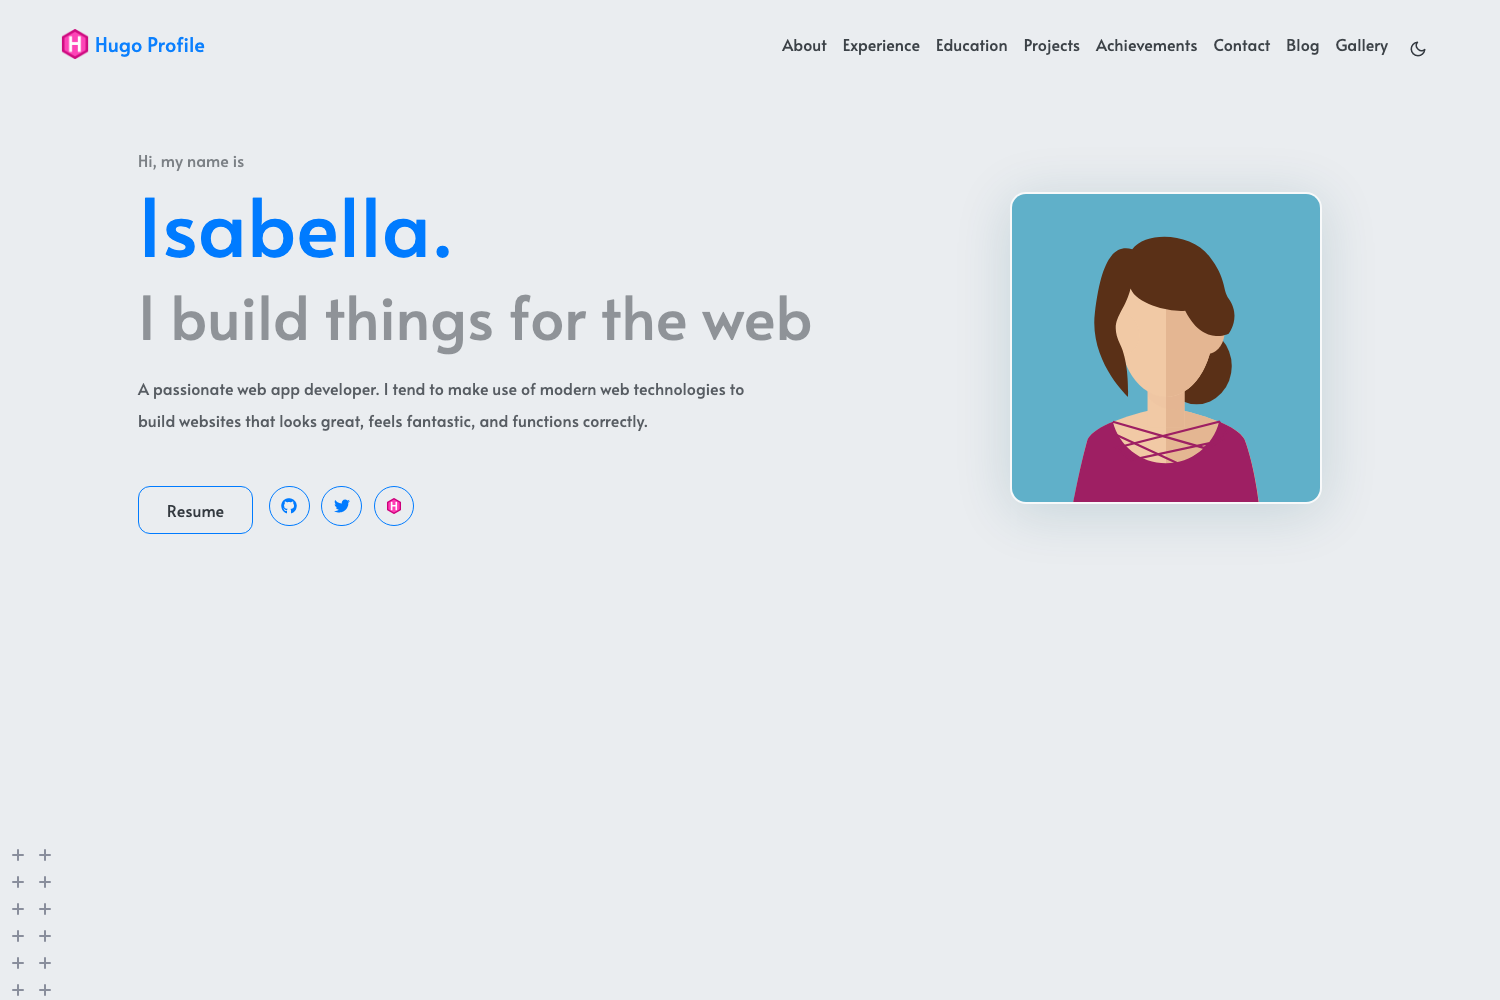 Hugo Profile
About Experience Education Projects Achievements Contact Blog Gallery
Hi, my name is
Isabella.
I build things for the web
A passionate web app developer. I tend to make use of modern web technologies to
build websites that looks great, feels fantastic, and functions correctly.
Resume